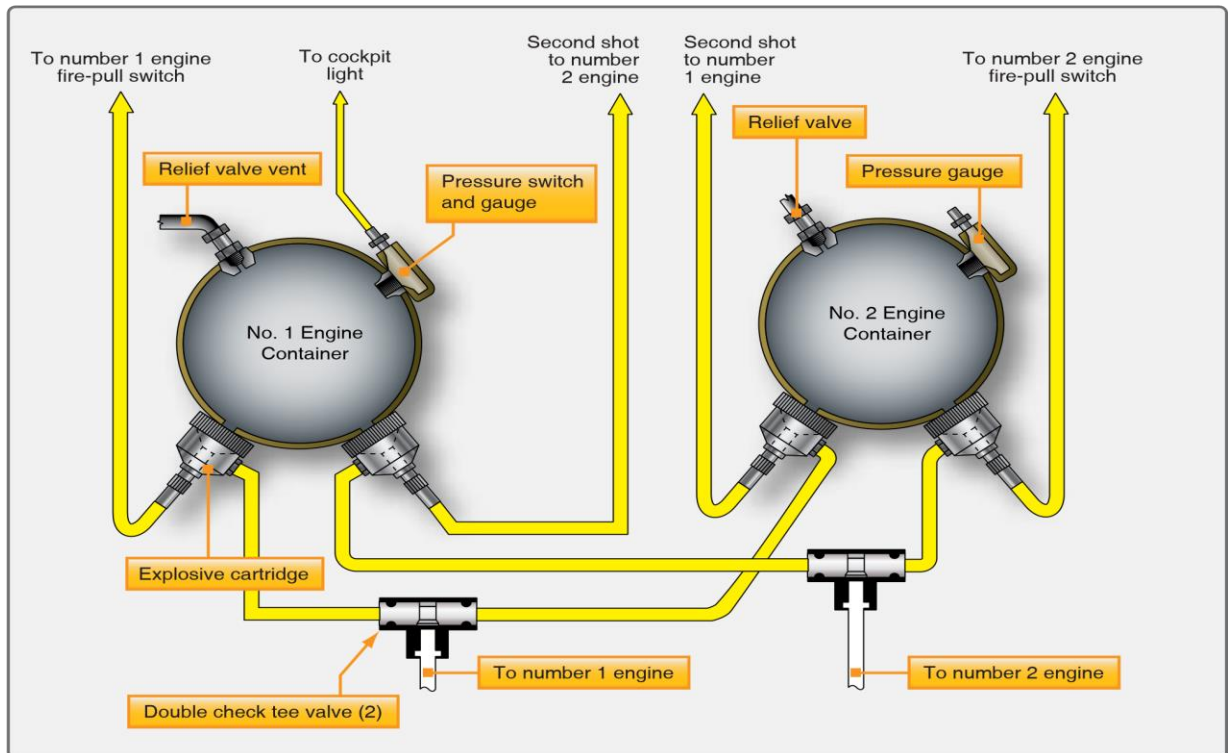 To number 1 engine
fire-pull switch
To cockpit
light
Second shot
to number
2 engine
Second shot
to number
1 engine
To number 2 engine
fire-pull switch
Relief valve vent
Pressure switch
and gauge
Relief valve
Pressure gauge
No. 1 Engine
Container
No. 2 Engine
Container
Explosive cartridge
Double check tee valve (2)
To number 1 engine
To number 2 engine